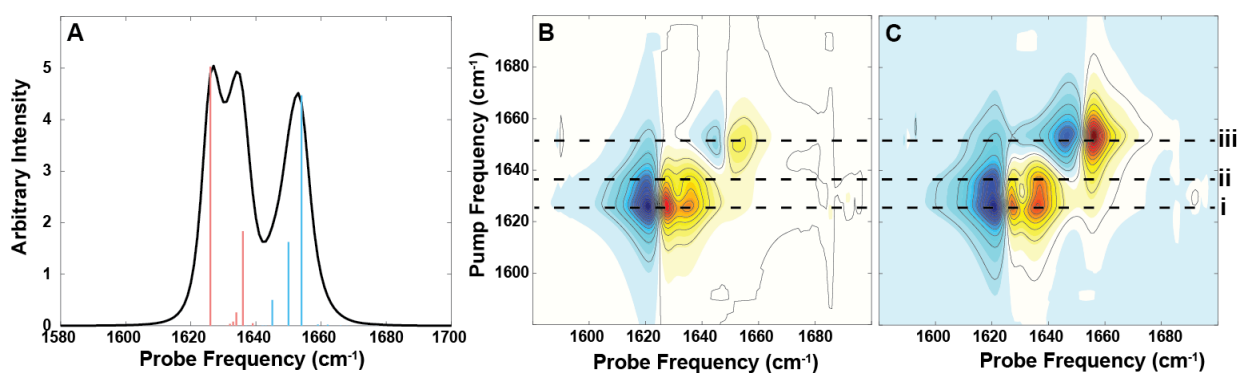 A
Arbitrary Intensity
5
4
3
2
1
0
1580 1600 1620 1640 1660 1680 1700
Probe Frequency (cm-1)
B
Pump Frequency (cm-1)
1680
1660
1640
1620
1600
1600 1620 1640 1660 1680
Probe Frequency (cm-1)
C
iii
ii
i
1600 1620 1640 1660 1680
Probe Frequency (cm-1)